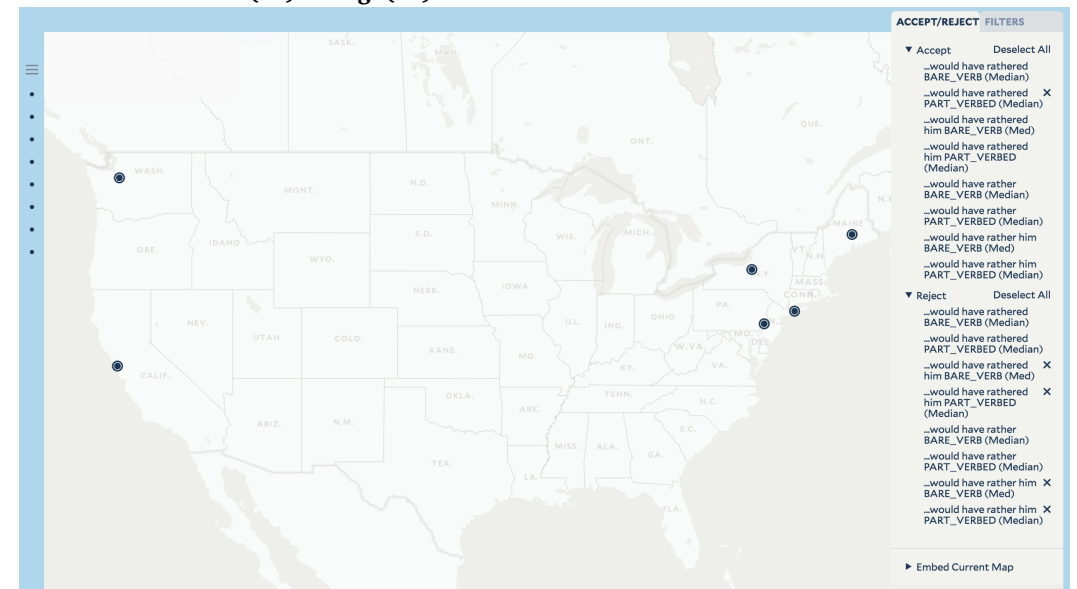 ACCEPT/REJECT FILTERS
▼ Accept Deselect All
...would have rathered
BARE_VERB (Median)
...would have rathered ✕
PART_VERBED (Median)
...would have rathered
him BARE_VERB (Med)
...would have rathered
him PART_VERBED
(Median)
...would have rather
BARE_VERB (Median)
...would have rather
PART_VERBED (Median)
...would have rather him
BARE_VERB (Med)
...would have rather him
PART_VERBED (Median)
▼ Reject Deselect All
...would have rathered
BARE_VERB (Median)
...would have rathered
PART_VERBED (Median)
...would have rathered ✕
him BARE_VERB (Med)
...would have rathered ✕
him PART_VERBED
(Median)
...would have rather
BARE_VERB (Median)
...would have rather
PART_VERBED (Median)
...would have rather him ✕
BARE_VERB (Med)
...would have rather him ✕
PART_VERBED (Median)
▶ Embed Current Map
SASK.
MAN.
ONT.
QUE.
WASH.
MONT.
N.D.
MINN.
MAINE
ORE.
IDAHO
WYO.
S.D.
WIS.
MICH.
VT.
N.H.
MASS.
CONN.
NEBR.
IOWA
PA.
NEV.
UTAH
COLO.
KANS.
MO.
ILL.
IND.
OHIO
W.VA.
VA.
MD.
DEL.
KY.
CALIF.
ARIZ.
N.M.
OKLA.
ARK.
TENN.
N.C.
S.C.
MISS.
ALA.
GA.
TEX.
LA.
FLA.